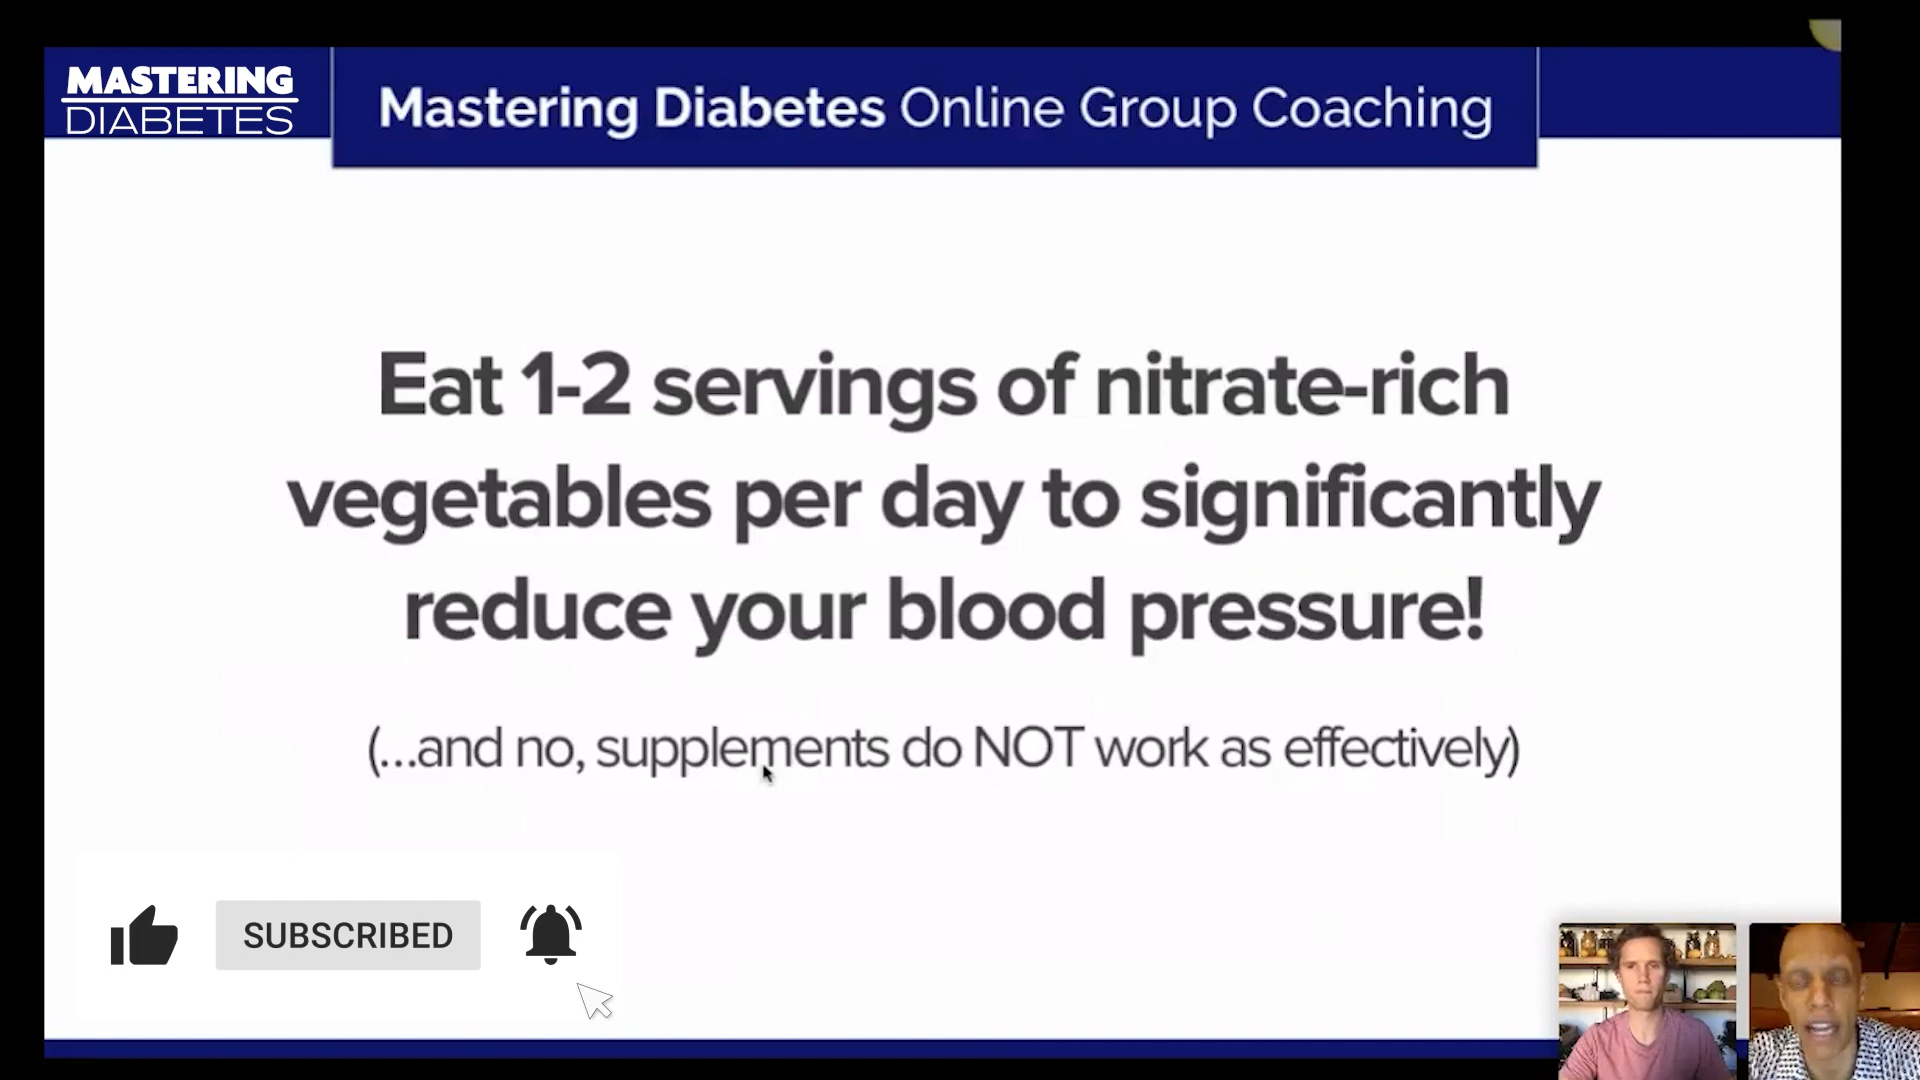 MASTERING
DIABETES
Mastering Diabetes Online Group Coaching
Eat 1-2 servings of nitrate-rich
vegetables per day to significantly
reduce your blood pressure!
(...and no, supplements do NOT work as effectively)
SUBSCRIBED